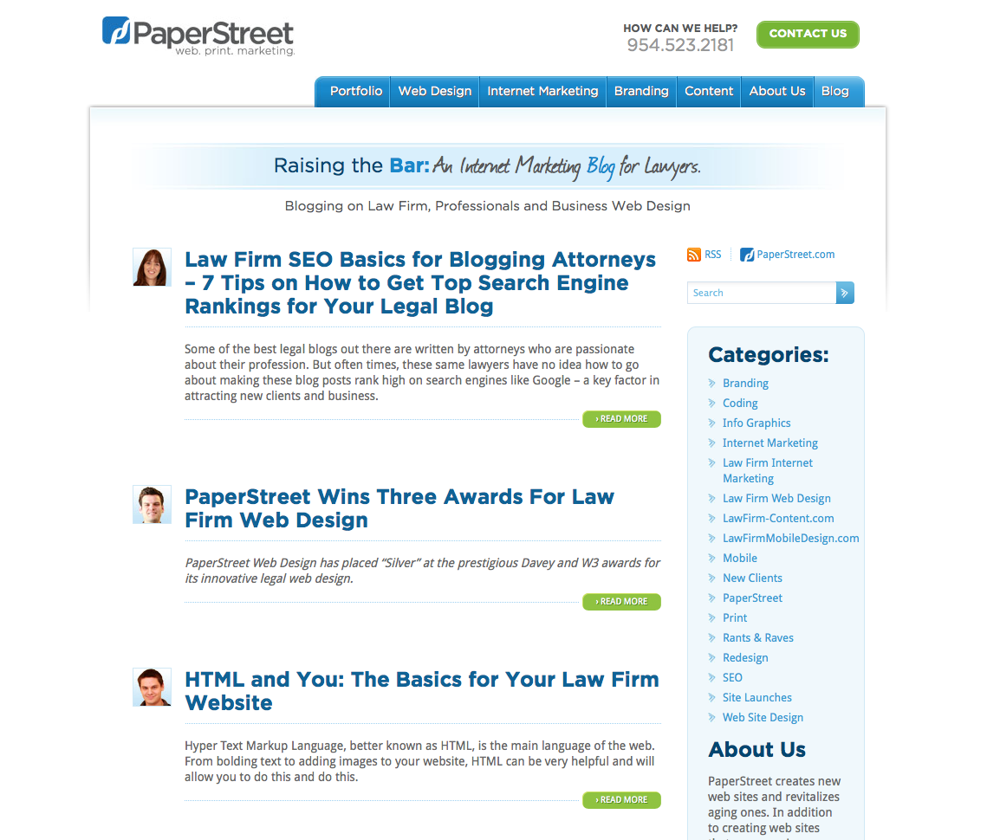 PaperStreet
web. print. marketing.
HOW CAN WE HELP?
954.523.2181
CONTACT US
Portfolio
Web Design
Internet Marketing
Branding
Content
About Us
Blog
Raising the Bar: An Internet Marketing Blog for Lawyers.
Blogging on Law Firm, Professionals and Business Web Design
Law Firm SEO Basics for Blogging Attorneys
– 7 Tips on How to Get Top Search Engine
Rankings for Your Legal Blog
Some of the best legal blogs out there are written by attorneys who are passionate
about their profession. But often times, these same lawyers have no idea how to go
about making these blog posts rank high on search engines like Google – a key factor in
attracting new clients and business.
› READ MORE
PaperStreet Wins Three Awards For Law
Firm Web Design
PaperStreet Web Design has placed “Silver” at the prestigious Davey and W3 awards for
its innovative legal web design.
› READ MORE
HTML and You: The Basics for Your Law Firm
Website
Hyper Text Markup Language, better known as HTML, is the main language of the web.
From bolding text to adding images to your website, HTML can be very helpful and will
allow you to do this and do this.
› READ MORE
RSS
PaperStreet.com
Search
Categories:
Branding
Coding
Info Graphics
Internet Marketing
Law Firm Internet
Marketing
Law Firm Web Design
LawFirm-Content.com
LawFirmMobileDesign.com
Mobile
New Clients
PaperStreet
Print
Rants & Raves
Redesign
SEO
Site Launches
Web Site Design
About Us
PaperStreet creates new
web sites and revitalizes
aging ones. In addition
to creating web sites